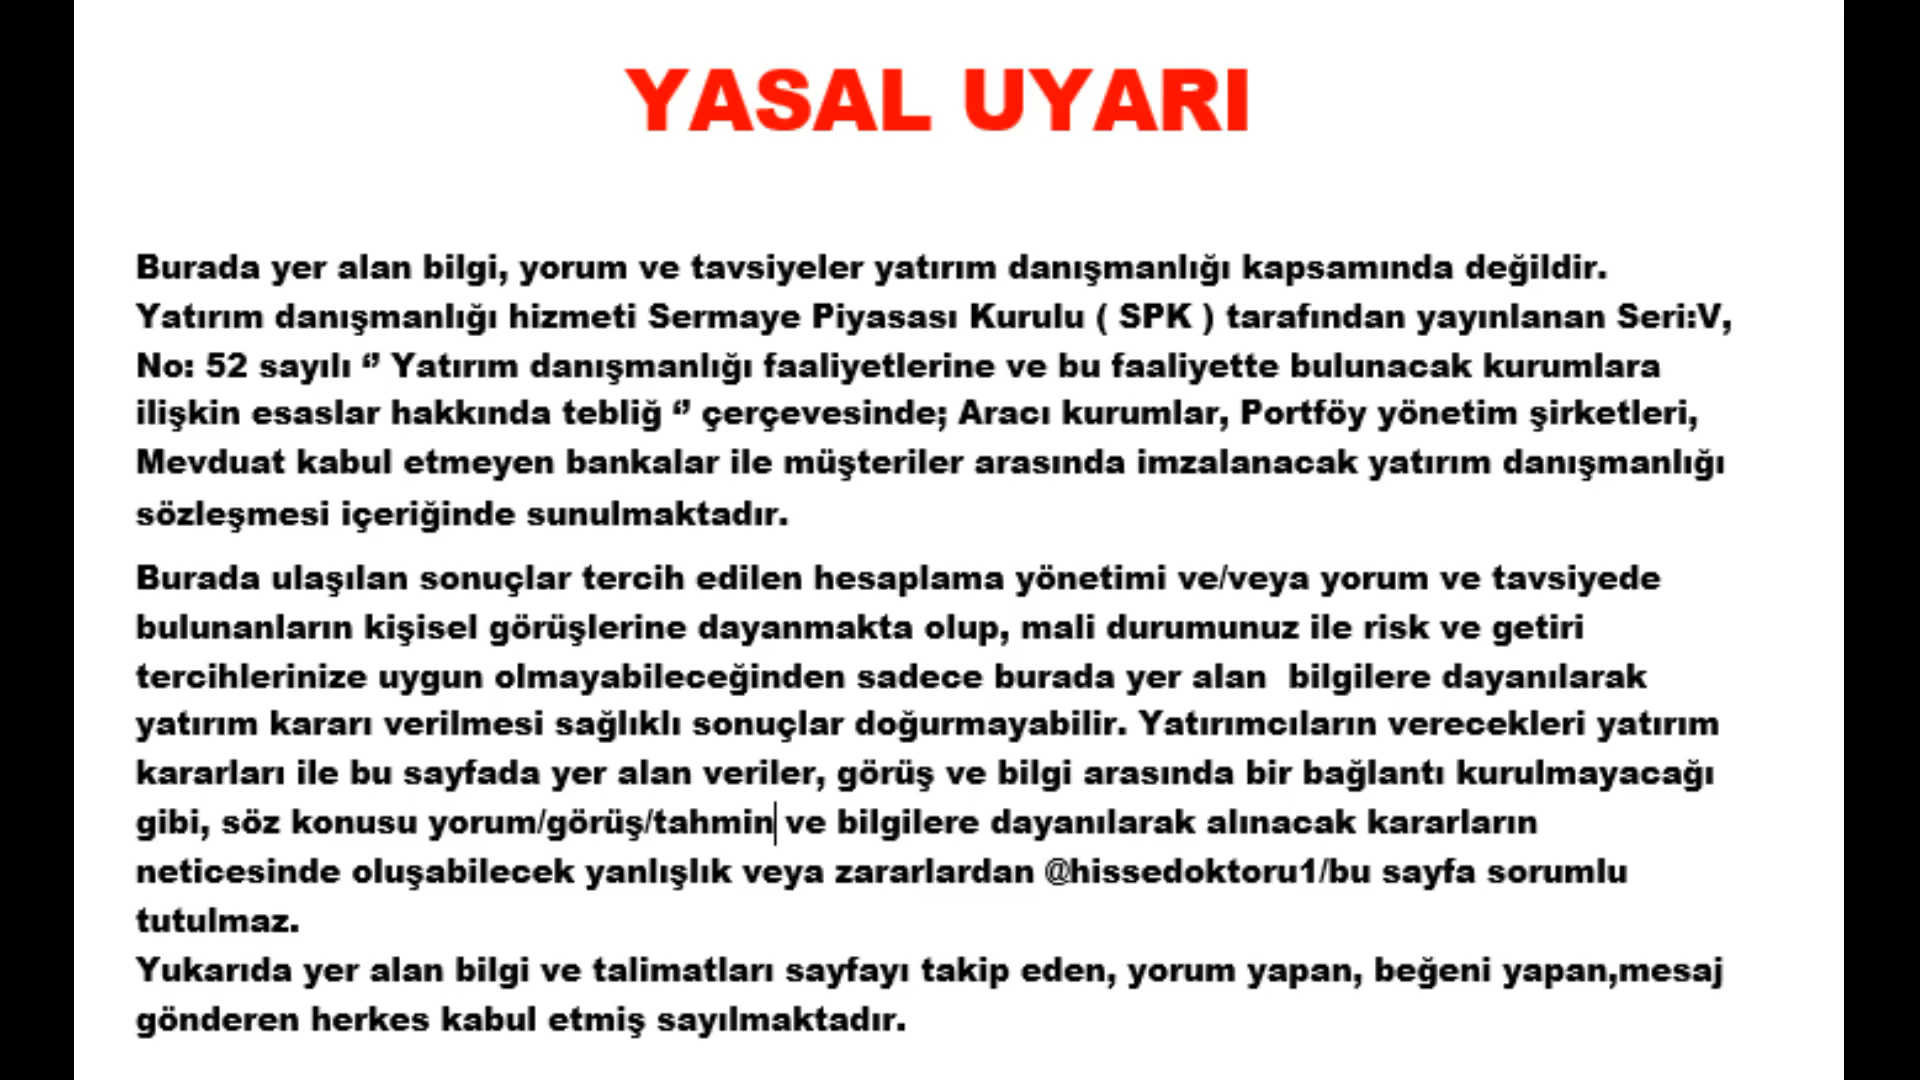 YASAL UYARI
Burada yer alan bilgi, yorum ve tavsiyeler yatırım danışmanlığı kapsamında değildir.
Yatırım danışmanlığı hizmeti Sermaye Piyasası Kurulu ( SPK ) tarafından yayınlanan Seri:V,
No: 52 sayılı “ Yatırım danışmanlığı faaliyetlerine ve bu faaliyette bulunacak kurumlara
ilişkin esaslar hakkında tebliğ “ çerçevesinde; Aracı kurumlar, Portföy yönetim şirketleri,
Mevduat kabul etmeyen bankalar ile müşteriler arasında imzalanacak yatırım danışmanlığı
sözleşmesi içeriğinde sunulmaktadır.
Burada ulaşılan sonuçlar tercih edilen hesaplama yönetimi ve/veya yorum ve tavsiyede
bulunanların kişisel görüşlerine dayanmakta olup, mali durumunuz ile risk ve getiri
tercihlerinize uygun olmayabileceğinden sadece burada yer alan  bilgilere dayanılarak
yatırım kararı verilmesi sağlıklı sonuçlar doğurmayabilir. Yatırımcıların verecekleri yatırım
kararları ile bu sayfada yer alan veriler, görüş ve bilgi arasında bir bağlantı kurulmayacağı
gibi, söz konusu yorum/görüş/tahmin ve bilgilere dayanılarak alınacak kararların
neticesinde oluşabilecek yanlışlık veya zararlardan @hissedoktoru1/bu sayfa sorumlu
tutulmaz.
Yukarıda yer alan bilgi ve talimatları sayfayı takip eden, yorum yapan, beğeni yapan,mesaj
gönderen herkes kabul etmiş sayılmaktadır.